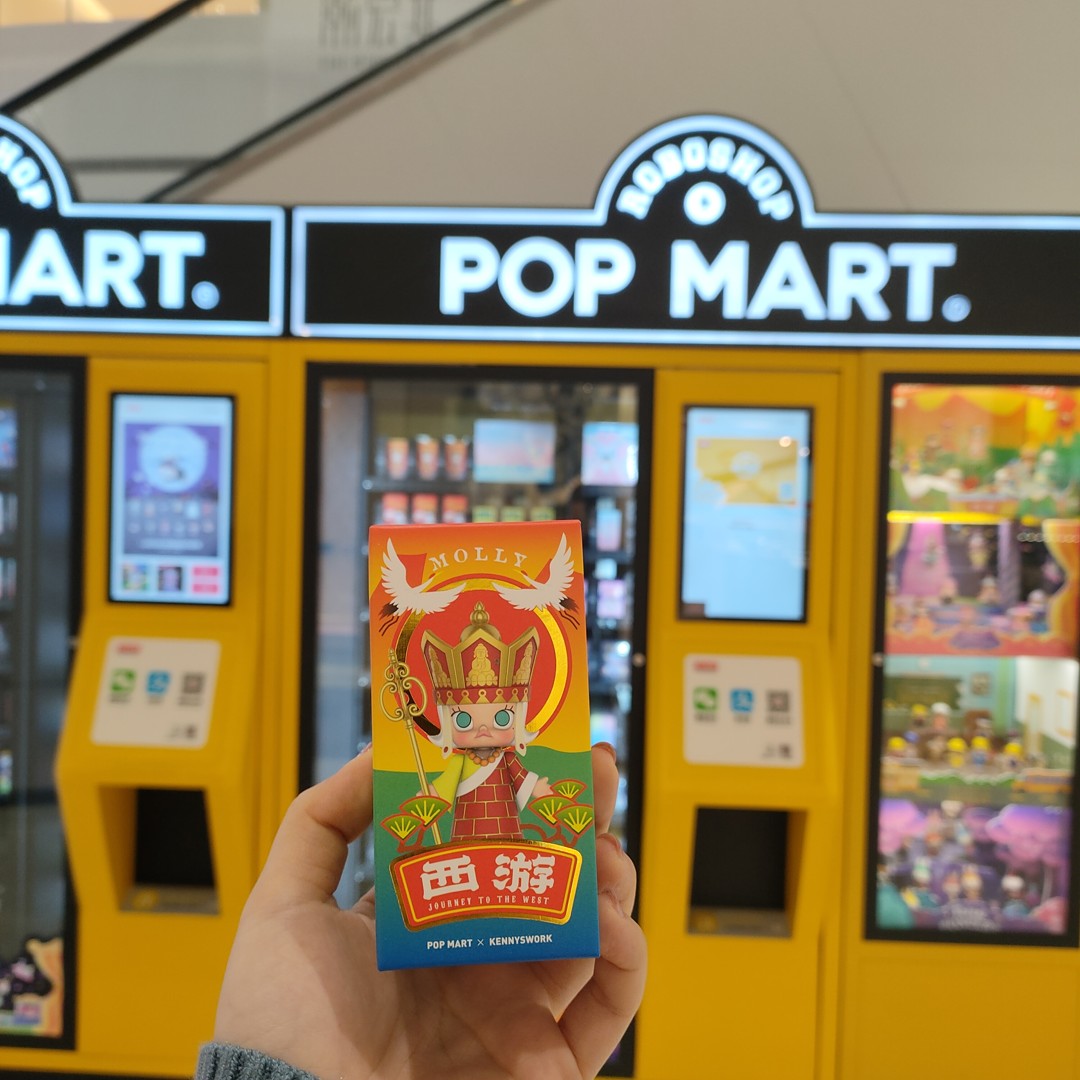 ROBOSHOP
MART.
POP MART.
MOLLY
西游
JOURNEY TO THE WEST
POP MART × KENNYSWORK